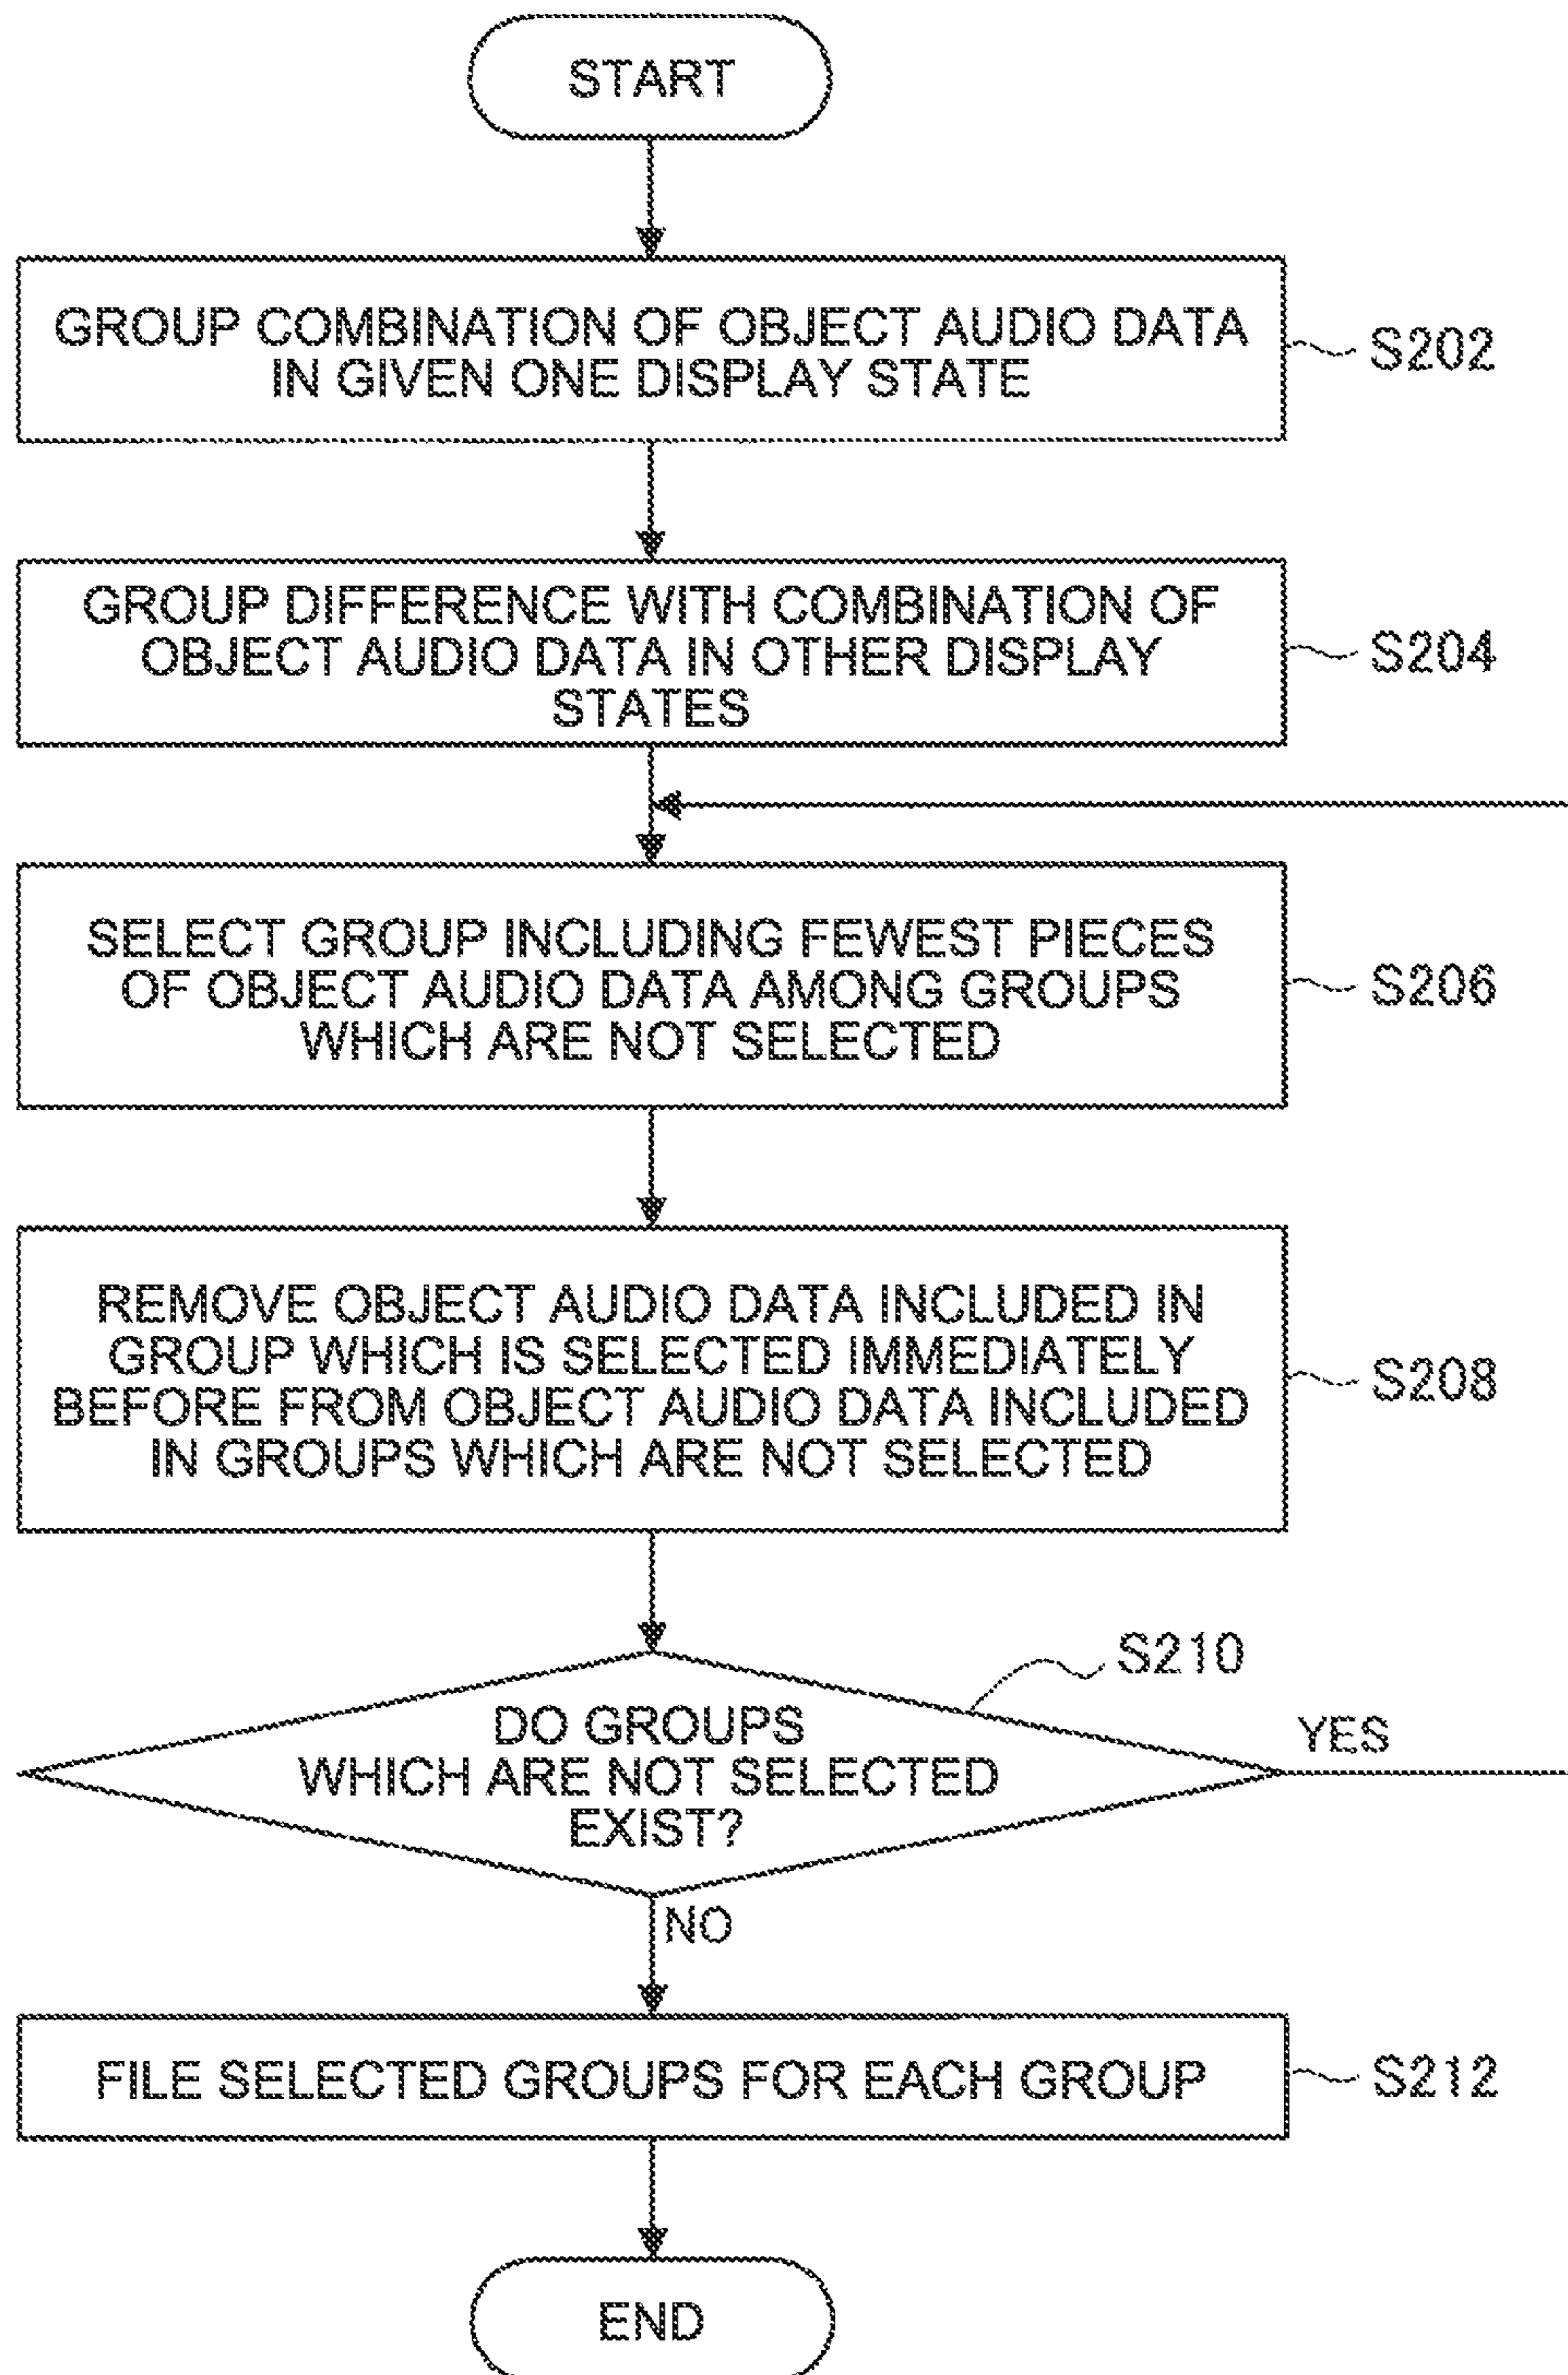 START
GROUP COMBINATION OF OBJECT AUDIO DATA
IN GIVEN ONE DISPLAY STATE
S202
GROUP DIFFERENCE WITH COMBINATION OF
OBJECT AUDIO DATA IN OTHER DISPLAY
STATES
S204
SELECT GROUP INCLUDING FEWEST PIECES
OF OBJECT AUDIO DATA AMONG GROUPS
WHICH ARE NOT SELECTED
S206
REMOVE OBJECT AUDIO DATA INCLUDED IN
GROUP WHICH IS SELECTED IMMEDIATELY
BEFORE FROM OBJECT AUDIO DATA INCLUDED
IN GROUPS WHICH ARE NOT SELECTED
S208
S210
DO GROUPS
WHICH ARE NOT SELECTED
EXIST?
YES
NO
FILE SELECTED GROUPS FOR EACH GROUP
S212
END